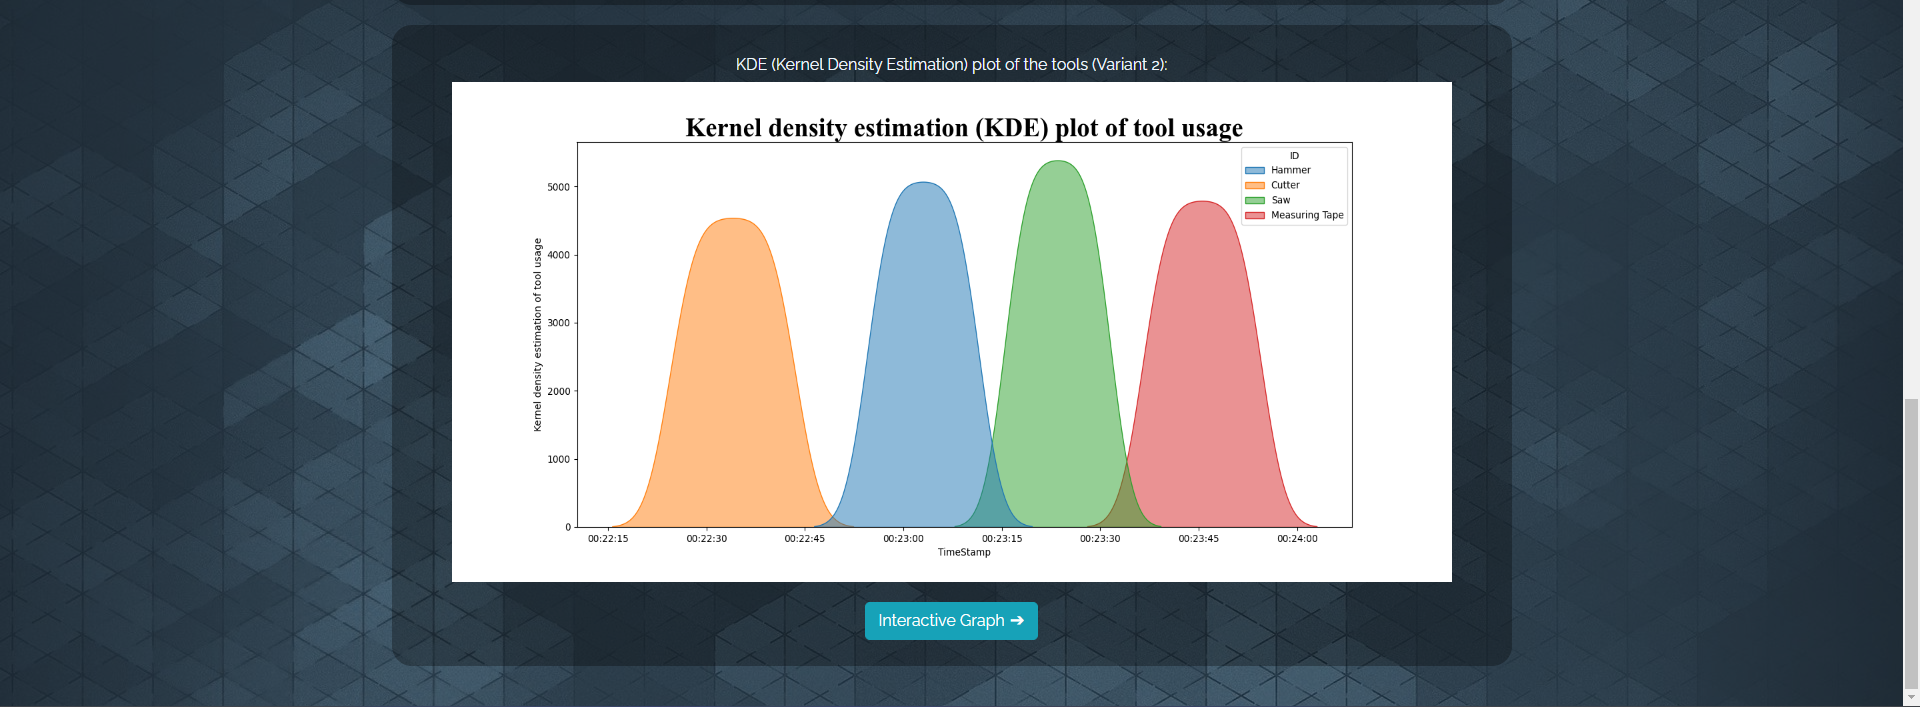 KDE (Kernel Density Estimation) plot of the tools (Variant 2):
Kernel density estimation (KDE) plot of tool usage
ID
Hammer
Cutter
Saw
Measuring Tape
Kernel density estimation of tool usage
5000
4000
3000
2000
1000
0
00:22:15 00:22:30 00:22:45 00:23:00 00:23:15 00:23:30 00:23:45 00:24:00
TimeStamp
Interactive Graph ➔